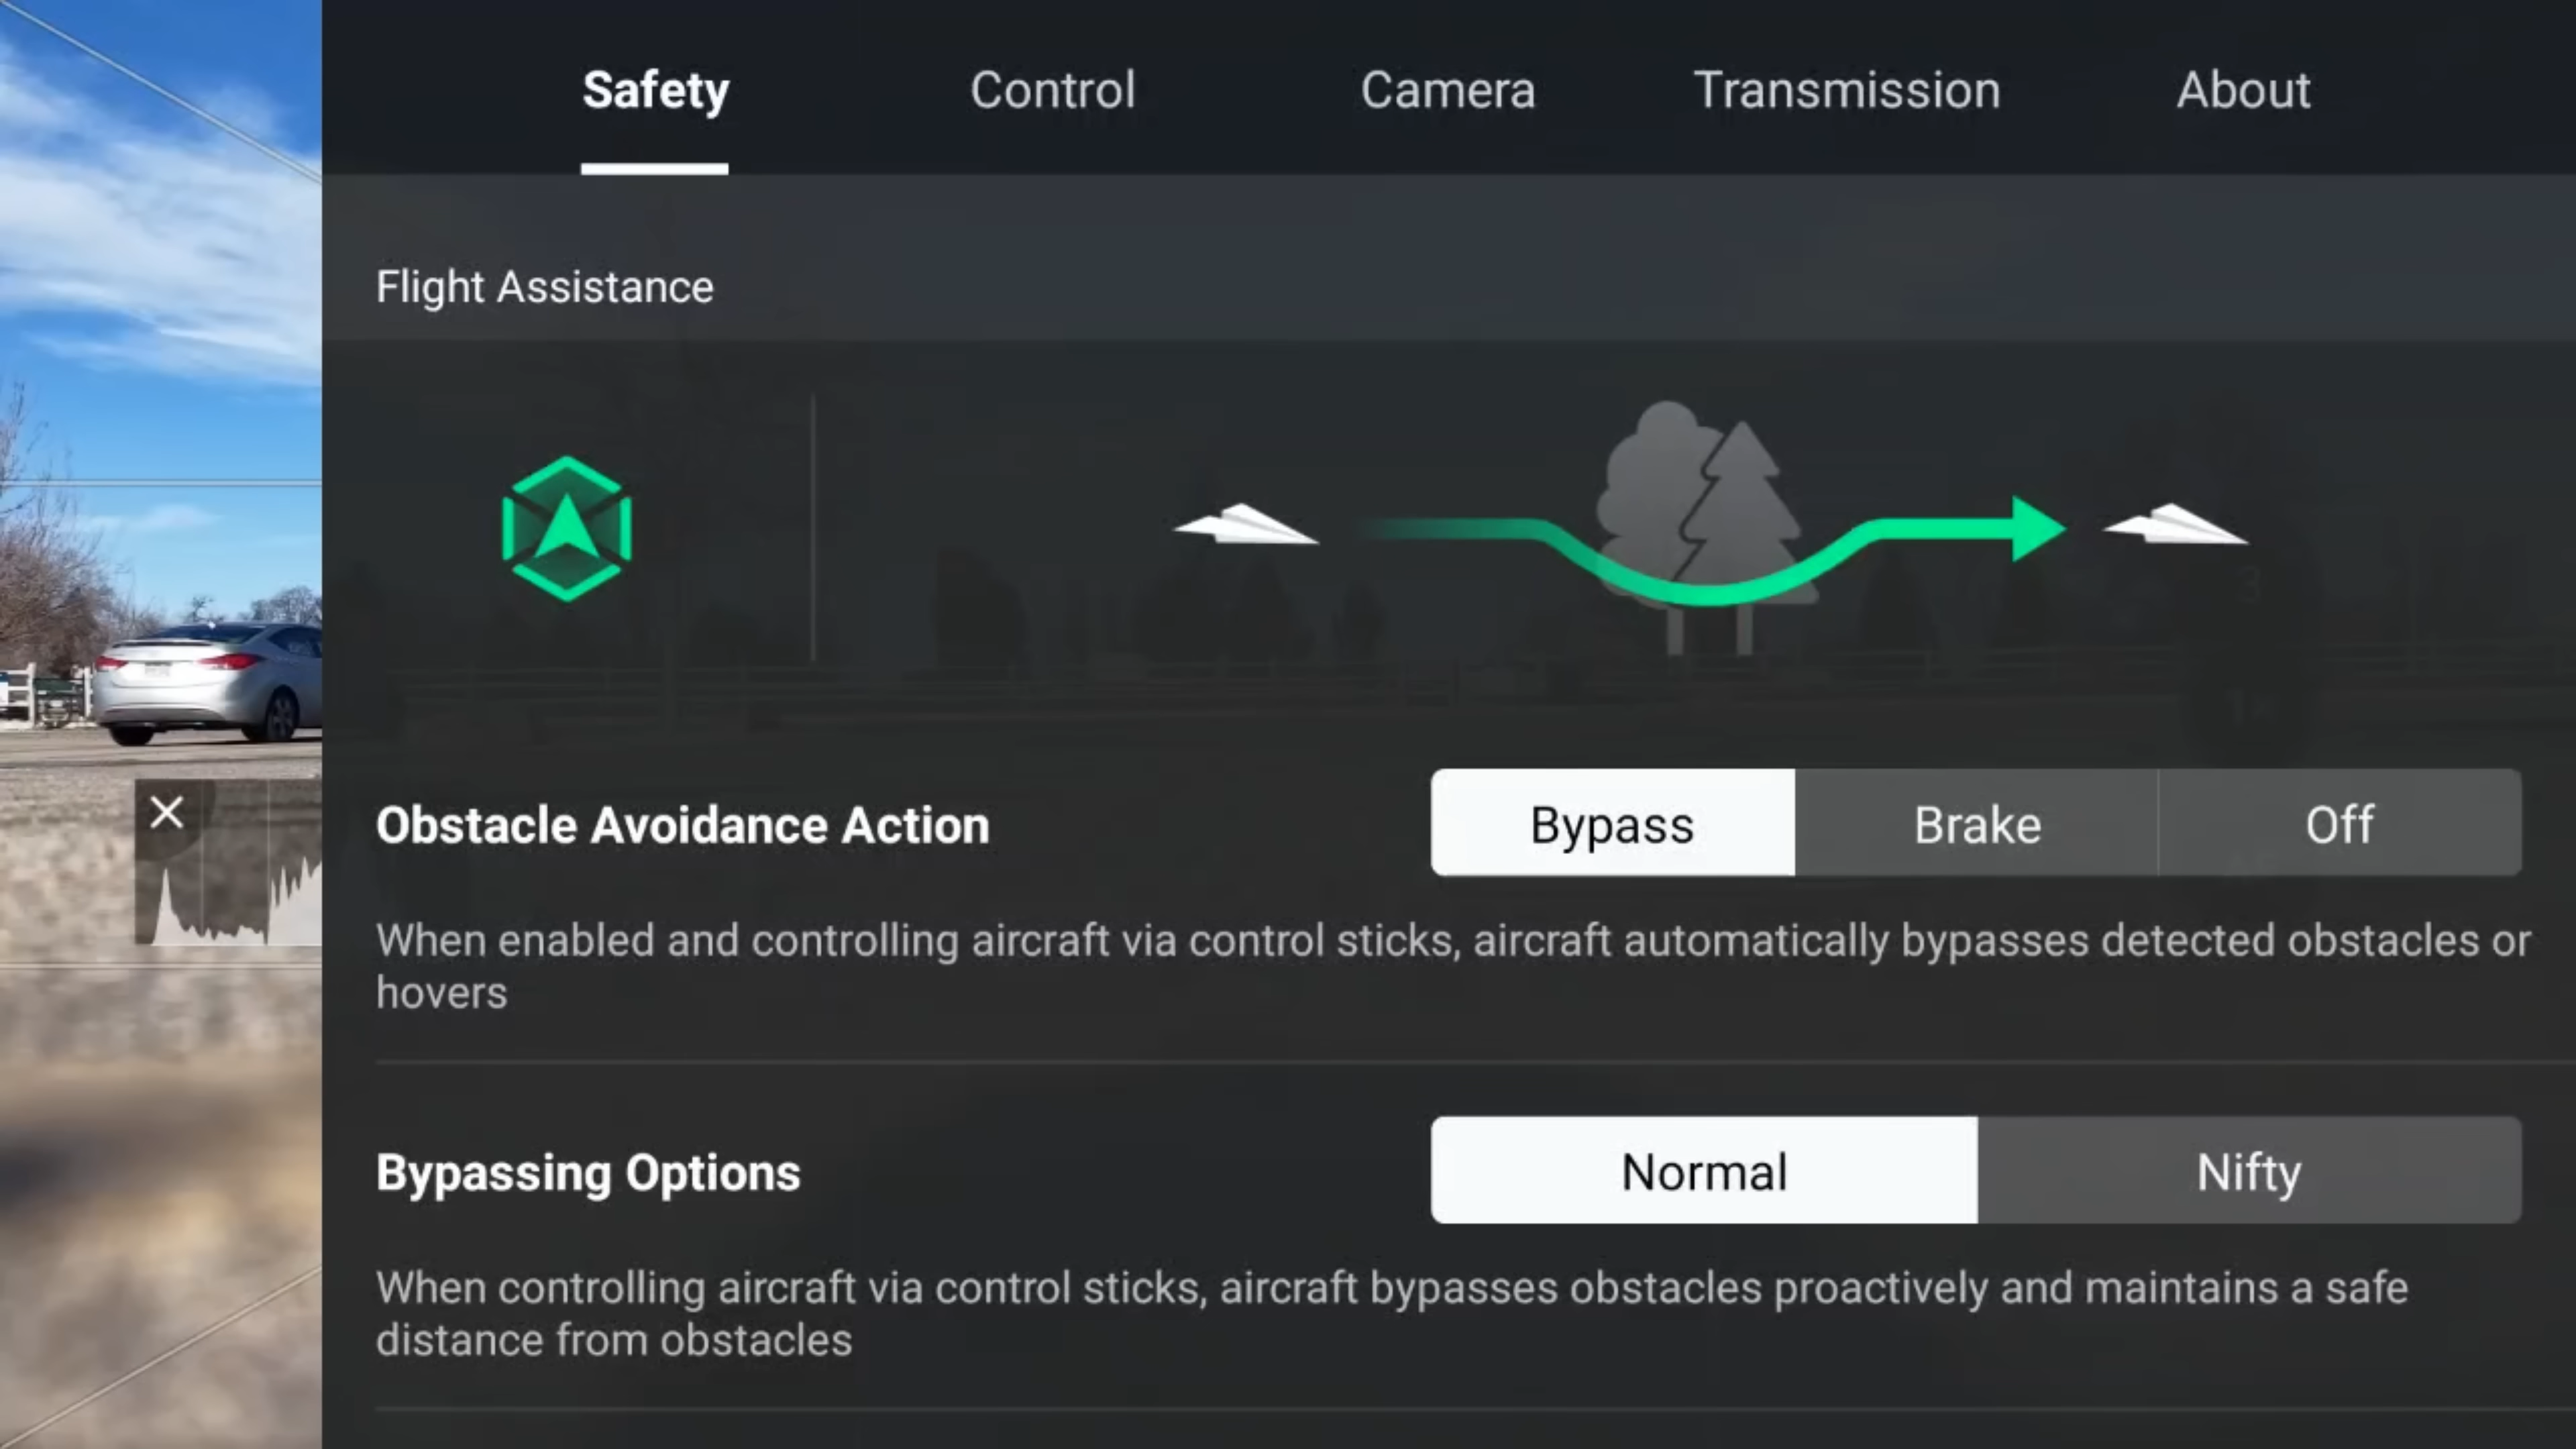 Safety
Control
Camera
Transmission
About
Flight Assistance
Obstacle Avoidance Action
Bypass
Brake
Off
When enabled and controlling aircraft via control sticks, aircraft automatically bypasses detected obstacles or
hovers
Bypassing Options
Normal
Nifty
When controlling aircraft via control sticks, aircraft bypasses obstacles proactively and maintains a safe
distance from obstacles